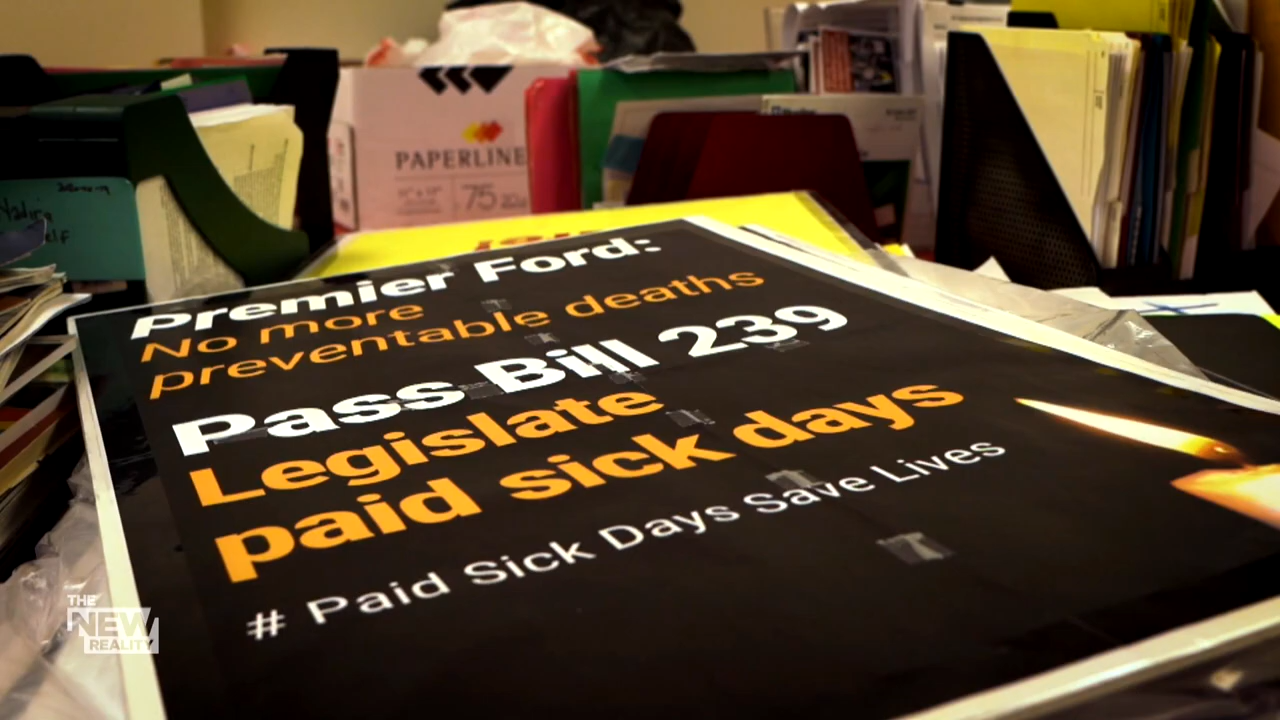 PAPERLINE
75
Premier Ford:
No more
preventable deaths
Pass Bill 239
Legislate
paid sick days
# Paid Sick Days Save Lives
THE
NEW
REALITY